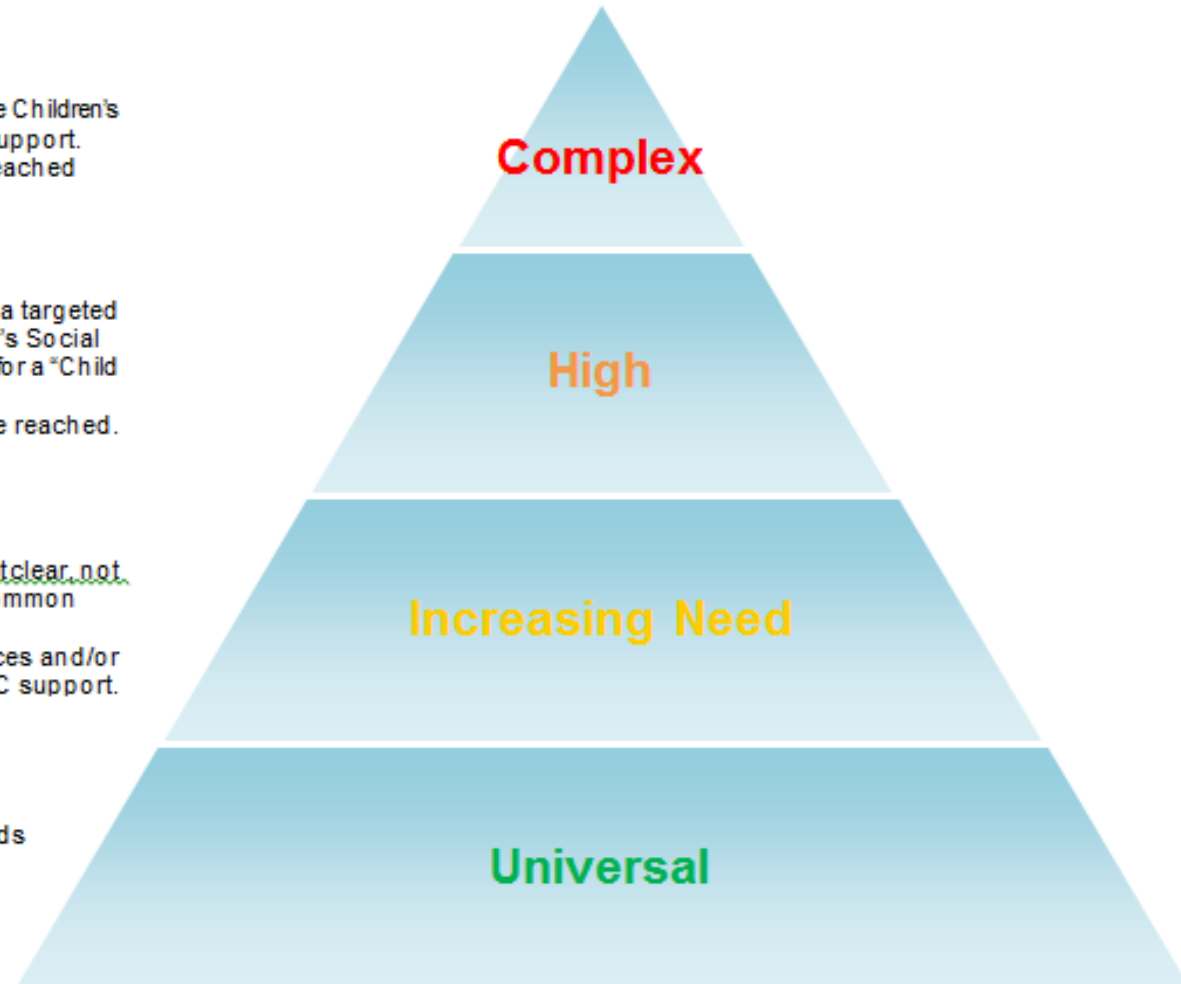 e Children's
upport.
eached
Complex
a targeted
's Social
for a “Child
e reached.
High
tclear, not
ommon
ces and/or
C support.
Increasing Need
ds
Universal